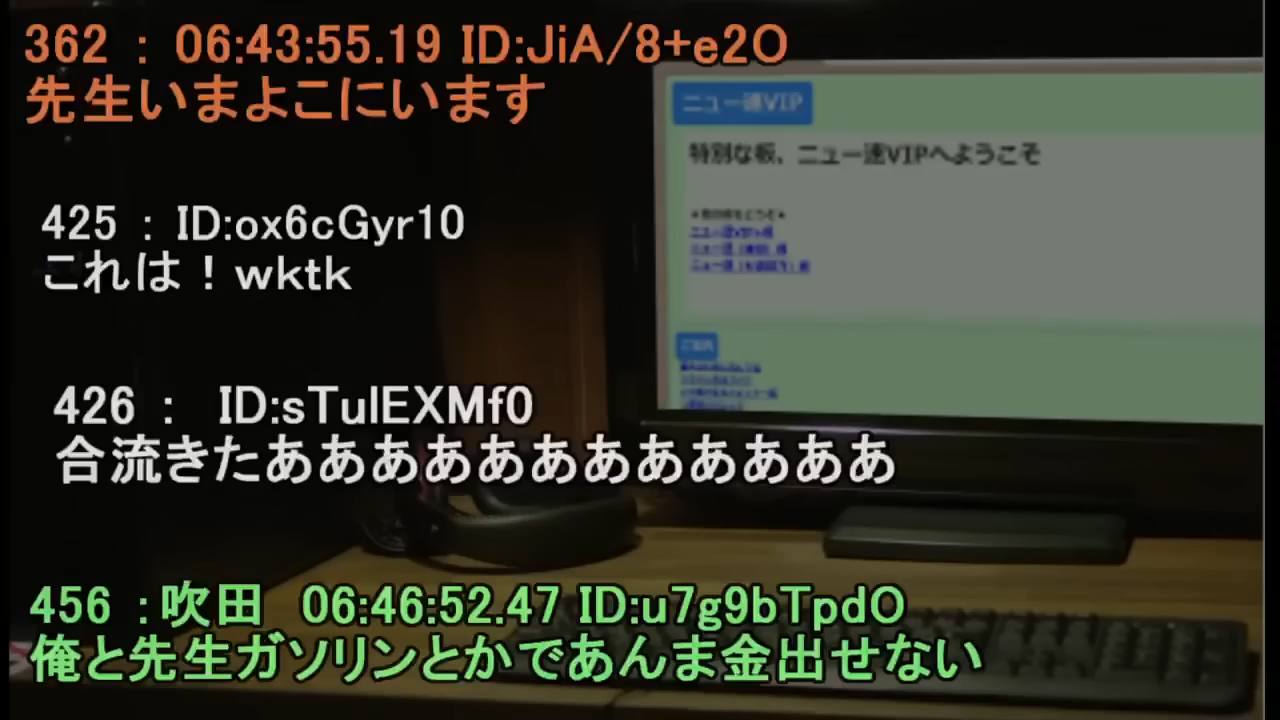 362 : 06:43:55.19 ID:JiA/8+e2O
先生いまよこにいます
ニュー速VIP
特別な板、ニュー速VIPへようこそ
425 : ID:ox6cGyr10
これは！wktk
426 : ID:sTulEXMf0
合流きたああああああああああああ
456 :吹田 06:46:52.47 ID:u7g9bTpdO
俺と先生ガソリンとかであんま金出せない